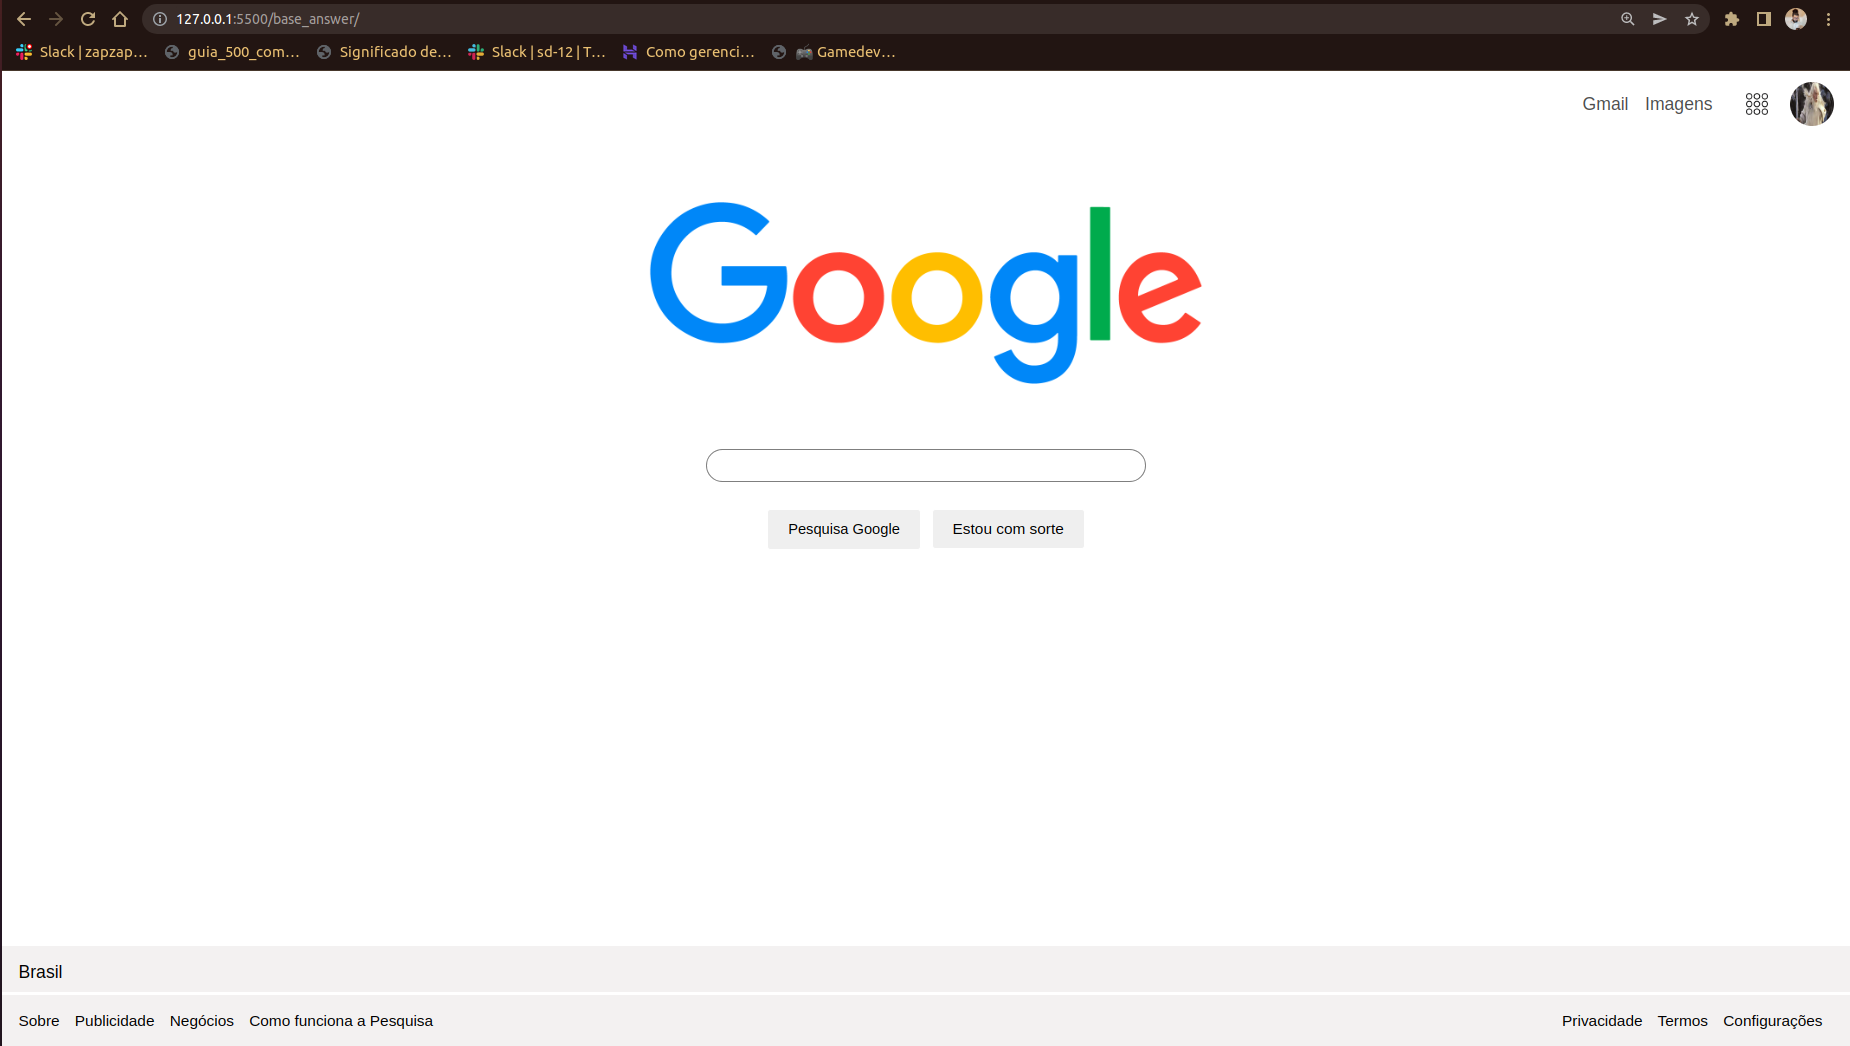 127.0.0.1:5500/base_answer/
Slack | zapzap... guia_500_com... Significado de... Slack | sd-12 | T... Como gerenci... Gamedev...
Gmail Imagens
Google
Pesquisa Google Estou com sorte
Brasil
Sobre Publicidade Negócios Como funciona a Pesquisa Privacidade Termos Configurações